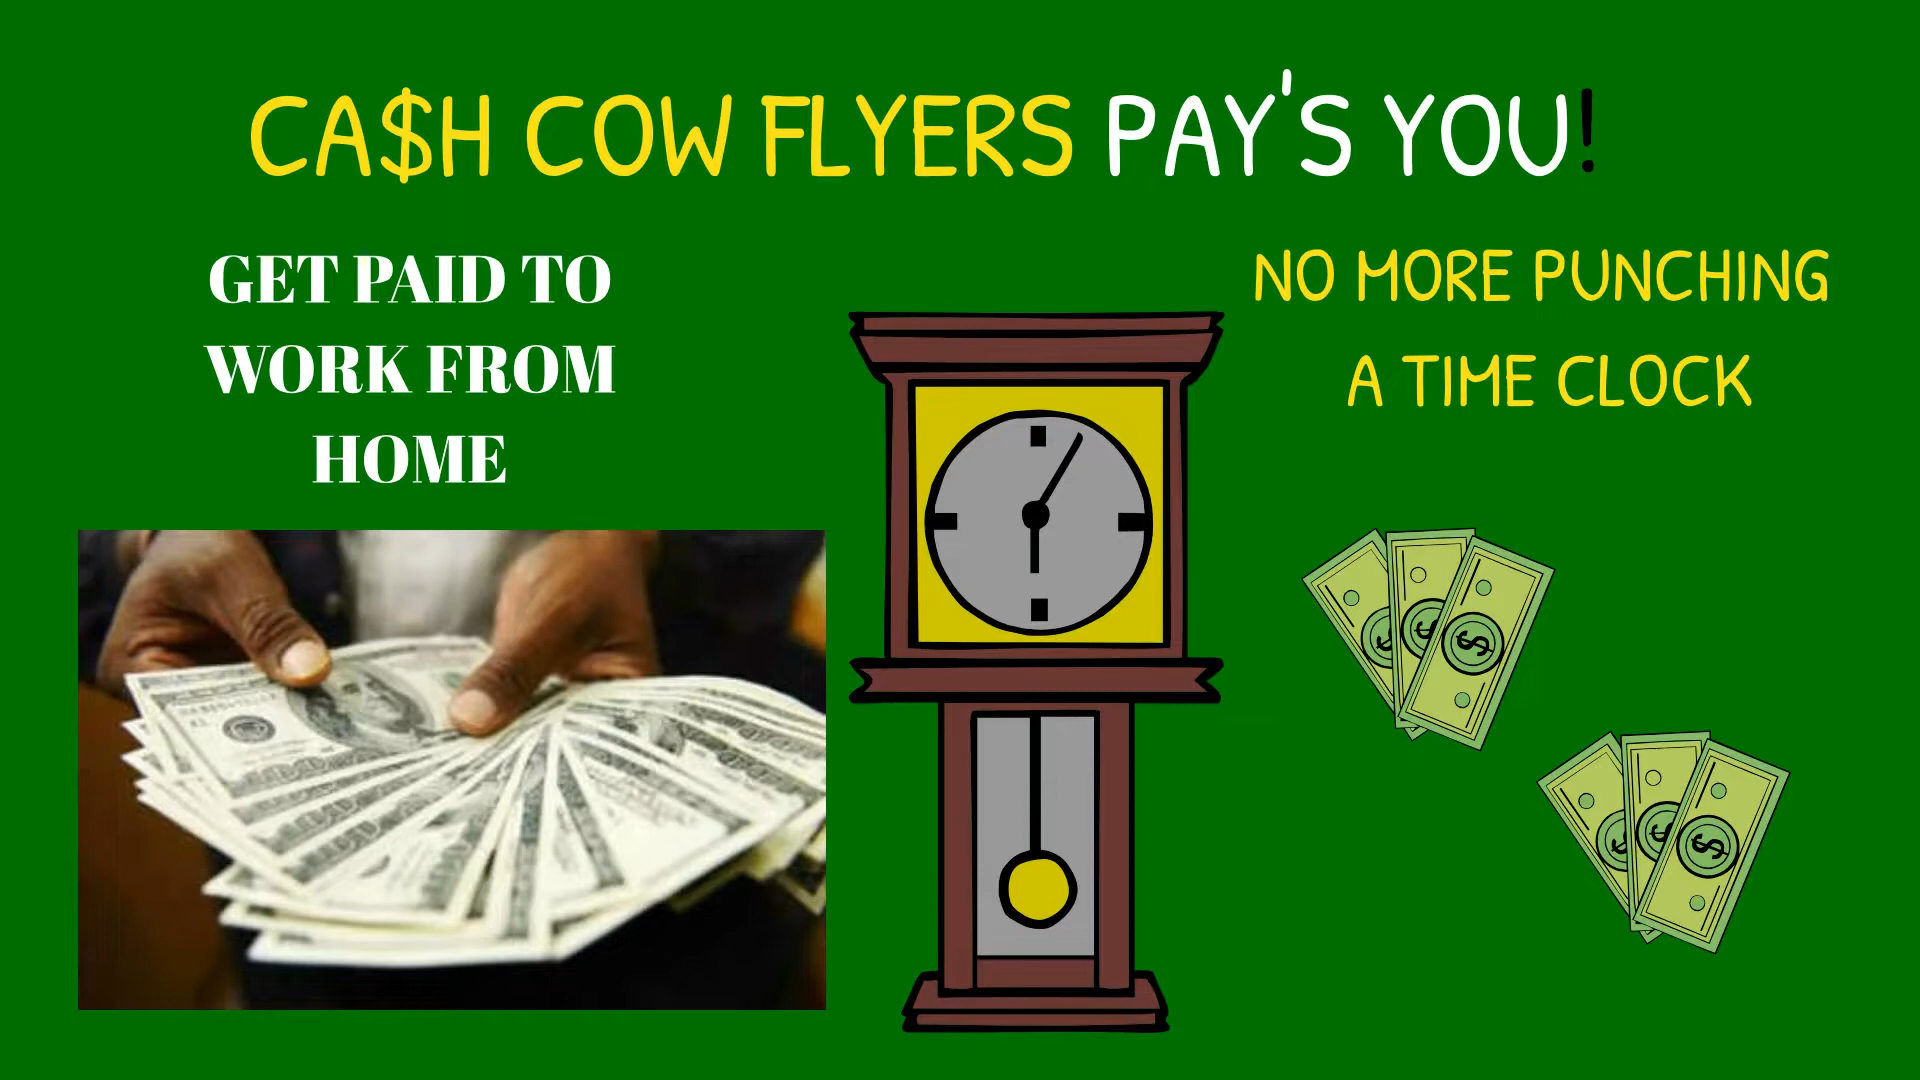 CA$H COW FLYERS PAY'S YOU!
GET PAID TO
WORK FROM
HOME
NO MORE PUNCHING
A TIME CLOCK
$ $ $
$ $ $